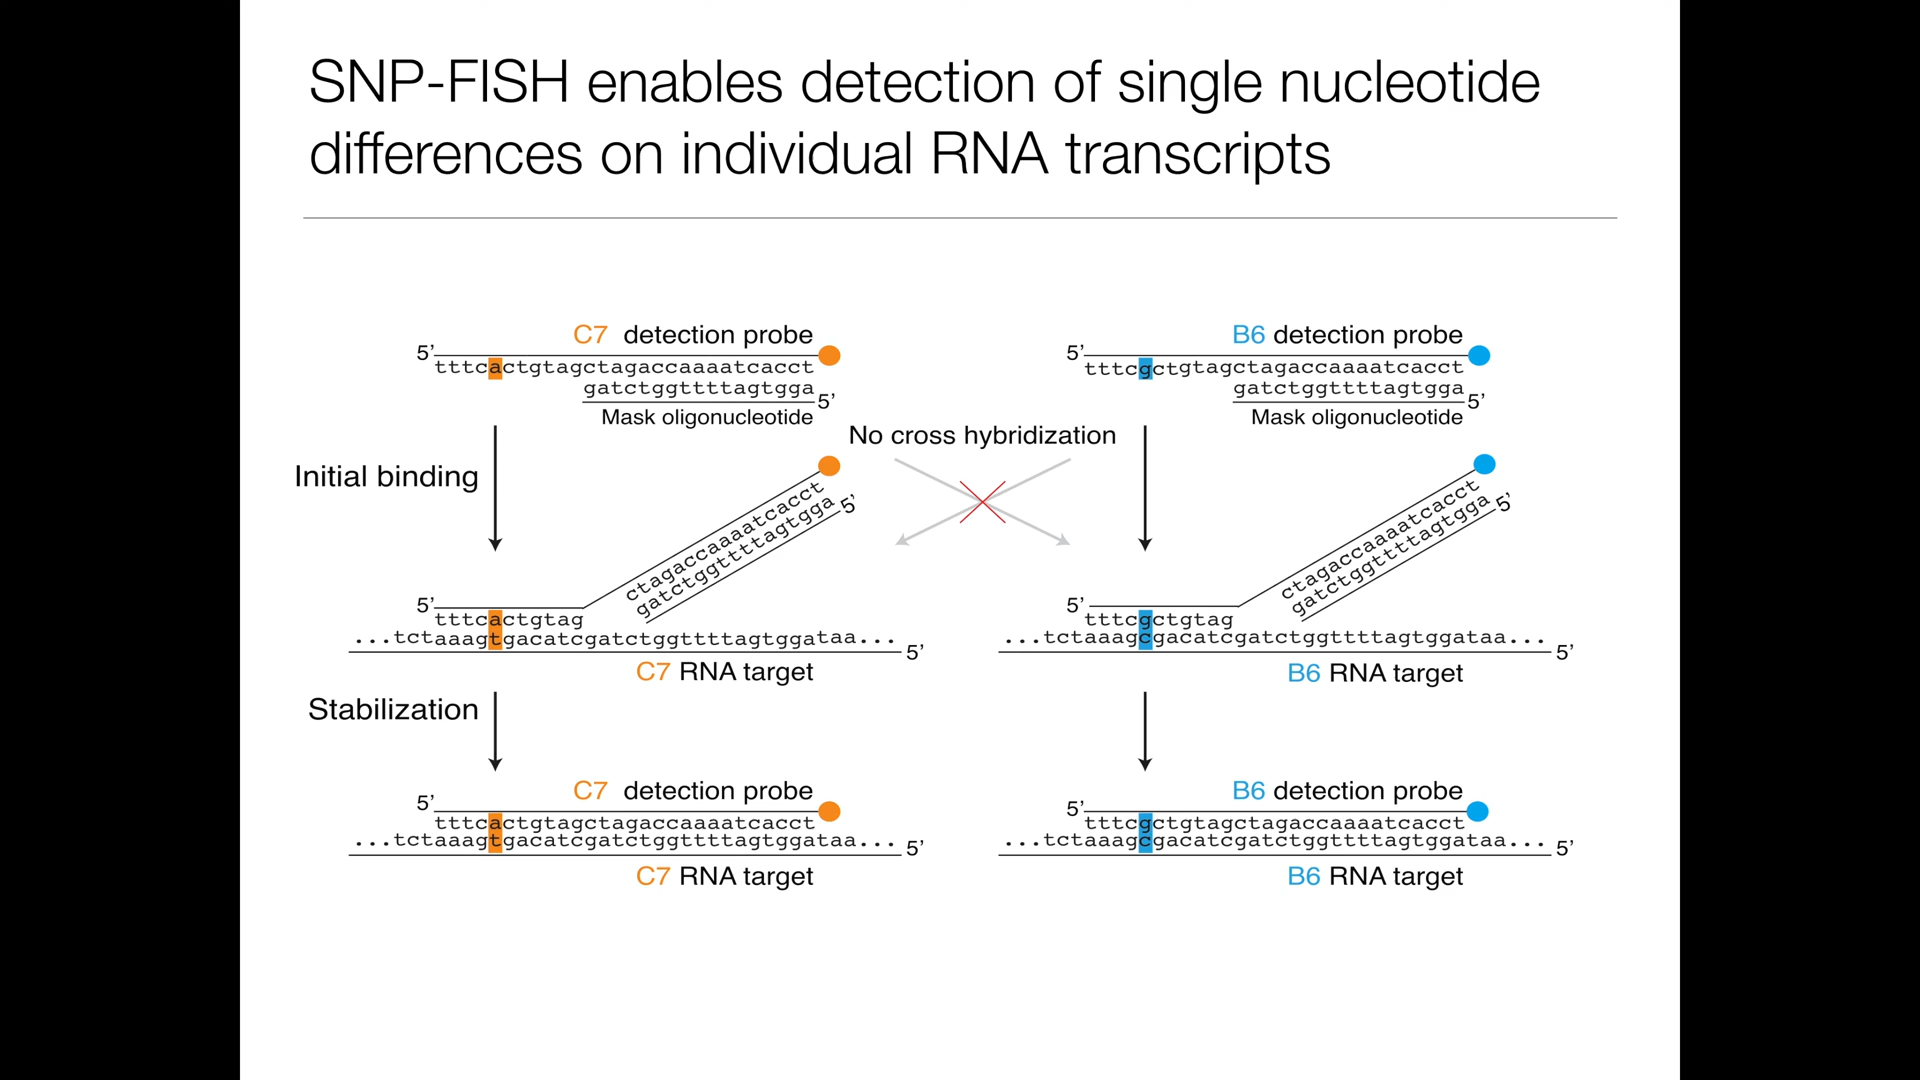 SNP-FISH enables detection of single nucleotide
differences on individual RNA transcripts
C7 detection probe
5’
tttcactgtagctagaccaaaatcacct
gatctggttttagtgga
5’
Mask oligonucleotide
B6 detection probe
5’
tttcgctgtagctagaccaaaatcacct
gatctggttttagtgga
5’
Mask oligonucleotide
No cross hybridization
Initial binding
ctagaccaaaatcacct
gatctggttttagtgga
5’
5’
tttcactgtag
...tctaaagtgacatcgatctggttttagtggataa...
5’
C7 RNA target
ctagaccaaaatcacct
gatctggttttagtgga
5’
5’
tttcgctgtag
...tctaaagcgacatcgatctggttttagtggataa...
5’
B6 RNA target
Stabilization
C7 detection probe
5’
tttcactgtagctagaccaaaatcacct
...tctaaagtgacatcgatctggttttagtggataa...
5’
C7 RNA target
B6 detection probe
5’
tttcgctgtagctagaccaaaatcacct
...tctaaagcgacatcgatctggttttagtggataa...
5’
B6 RNA target